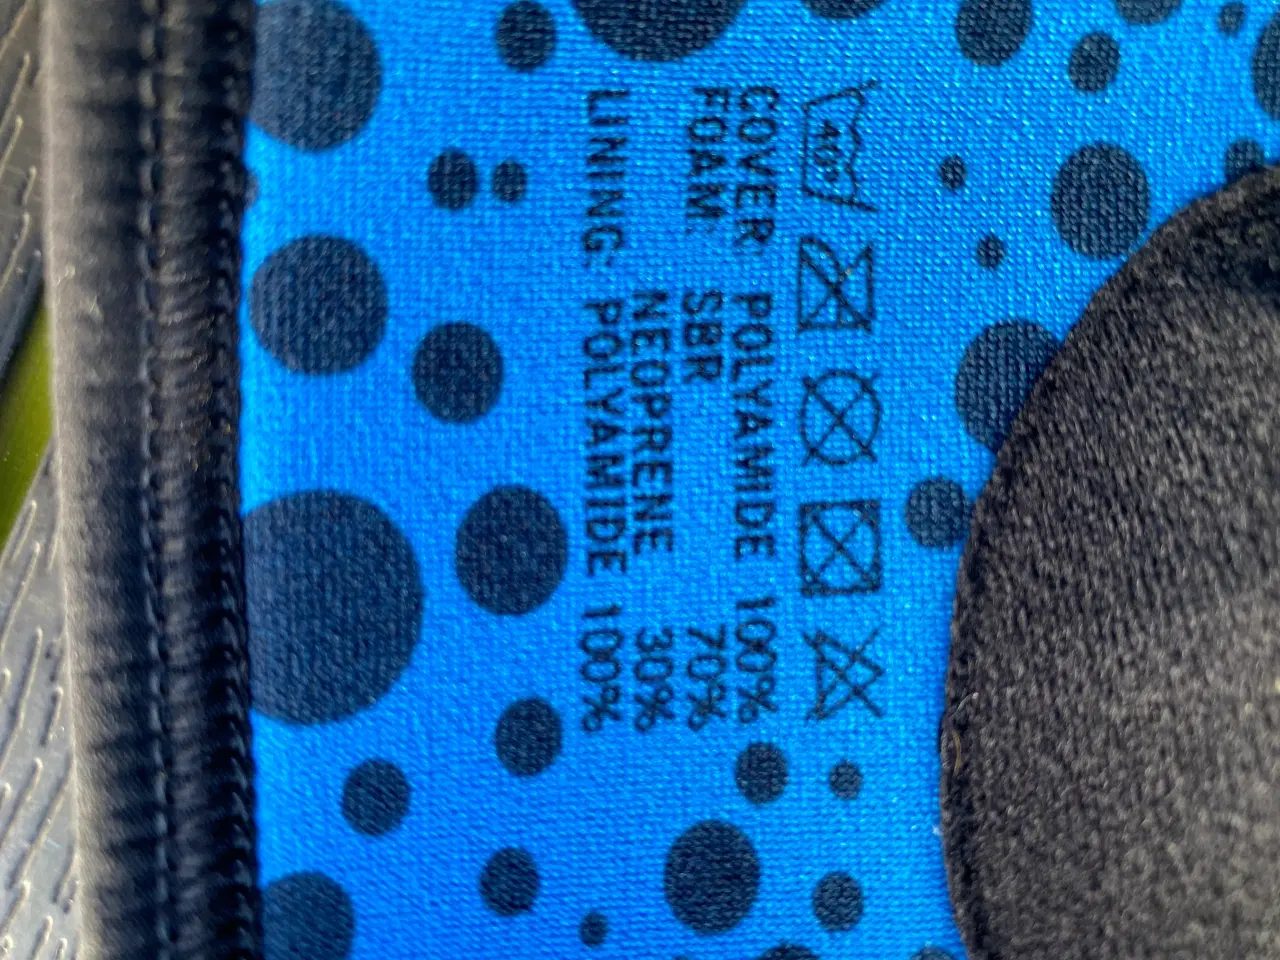 40°
COVER POLYAMIDE 100%
FOAM: SBR 70%
NEOPRENE 30%
LINING: POLYAMIDE 100%